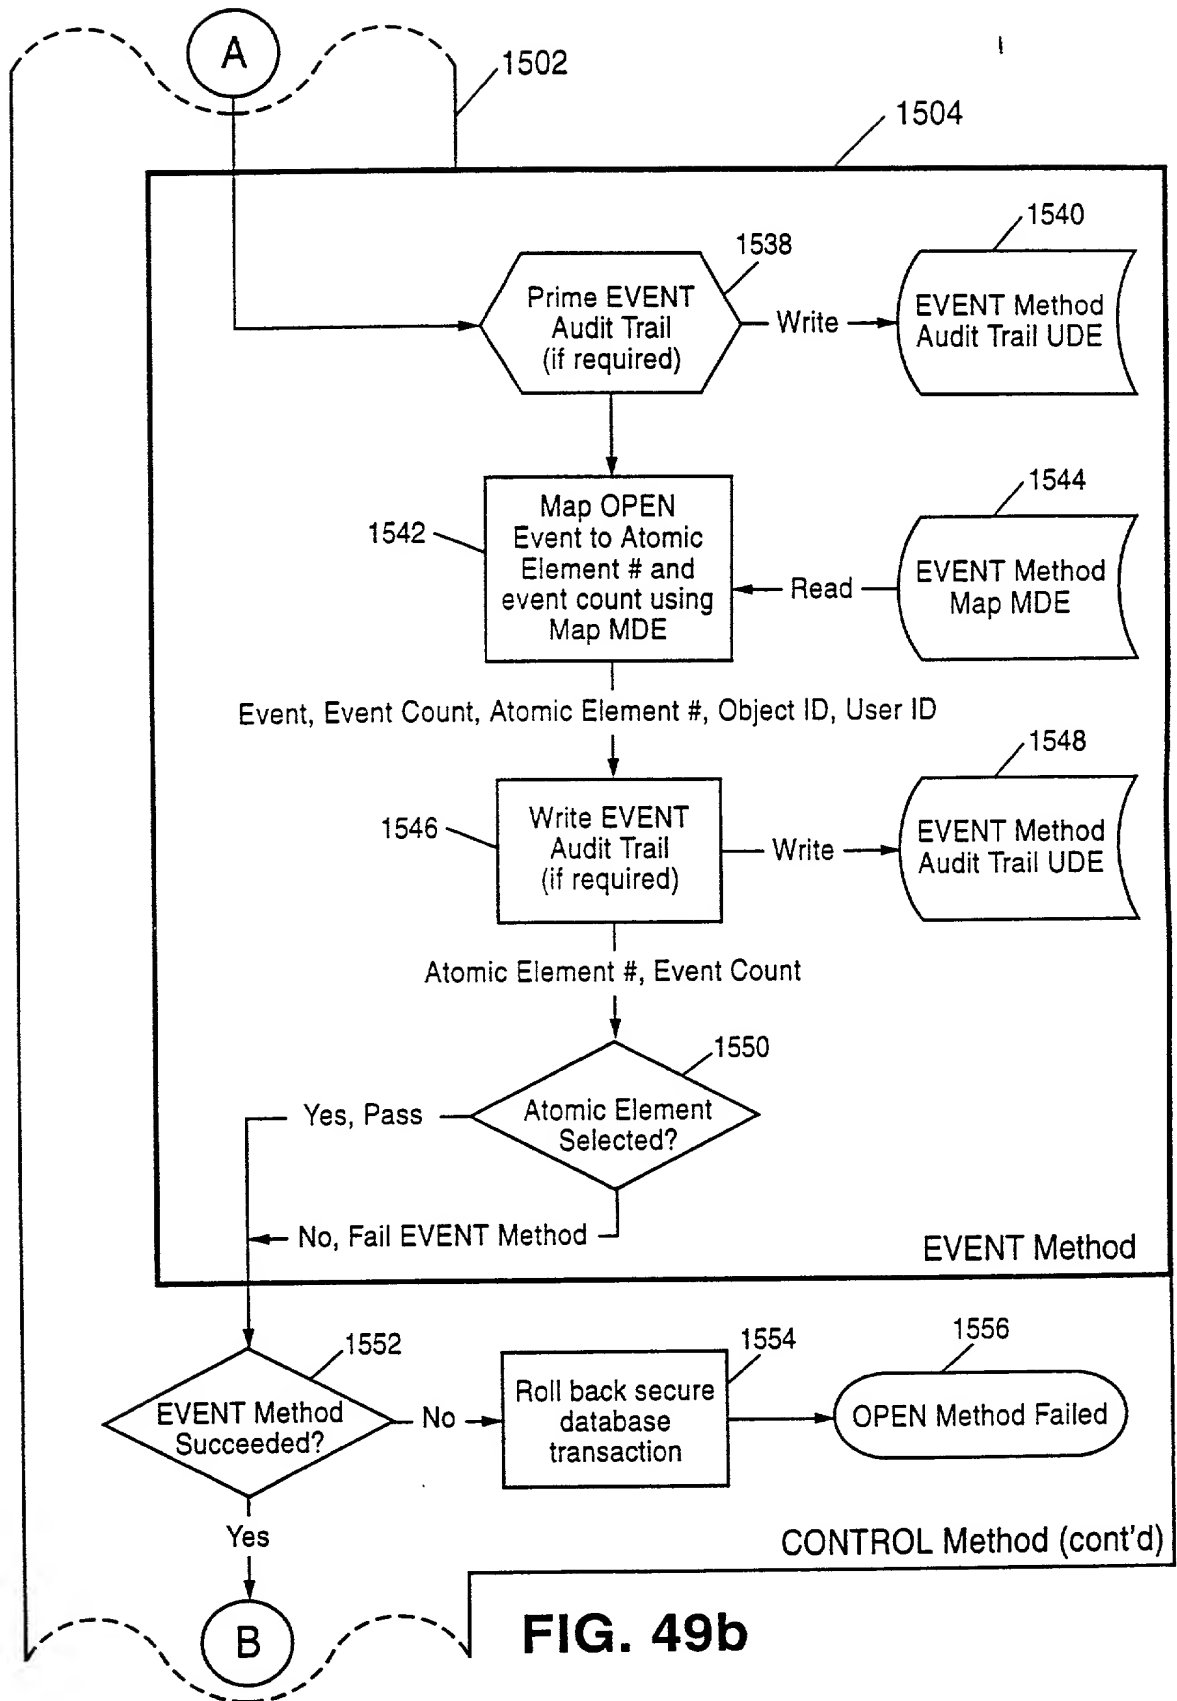 A
1502
1504
1540
1538
Prime EVENT
Audit Trail
(if required)
Write
EVENT Method
Audit Trail UDE
1544
1542
Map OPEN
Event to Atomic
Element # and
event count using
Map MDE
Read
EVENT Method
Map MDE
Event, Event Count, Atomic Element #, Object ID, User ID
1548
1546
Write EVENT
Audit Trail
(if required)
Write
EVENT Method
Audit Trail UDE
Atomic Element #, Event Count
1550
Yes, Pass
Atomic Element
Selected?
No, Fail EVENT Method
EVENT Method
1552
1554
1556
EVENT Method
Succeeded?
No
Roll back secure
database
transaction
OPEN Method Failed
Yes
CONTROL Method (cont'd)
B
FIG. 49b